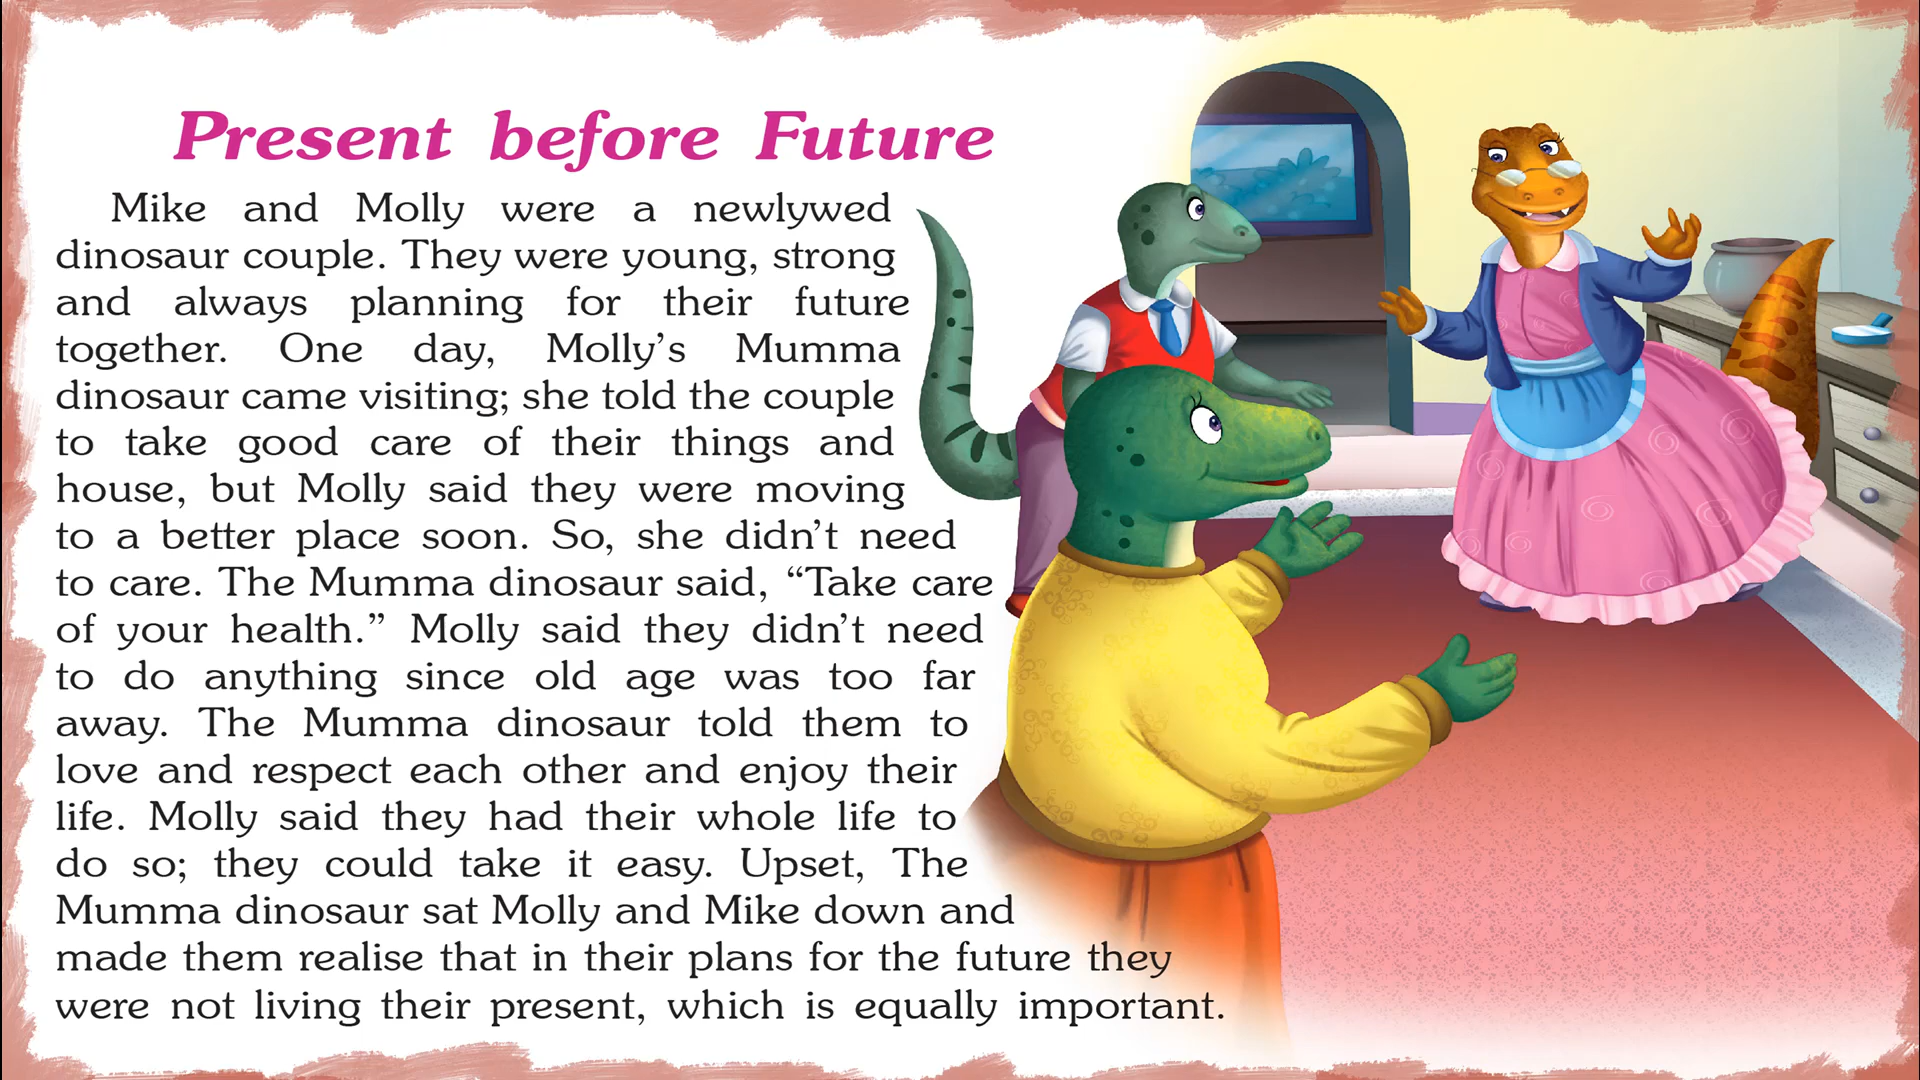 Present before Future
Mike and Molly were a newlywed
dinosaur couple. They were young, strong
and always planning for their future
together. One day, Molly’s Mumma
dinosaur came visiting; she told the couple
to take good care of their things and
house, but Molly said they were moving
to a better place soon. So, she didn’t need
to care. The Mumma dinosaur said, “Take care
of your health.” Molly said they didn’t need
to do anything since old age was too far
away. The Mumma dinosaur told them to
love and respect each other and enjoy their
life. Molly said they had their whole life to
do so; they could take it easy. Upset, The
Mumma dinosaur sat Molly and Mike down and
made them realise that in their plans for the future they
were not living their present, which is equally important.